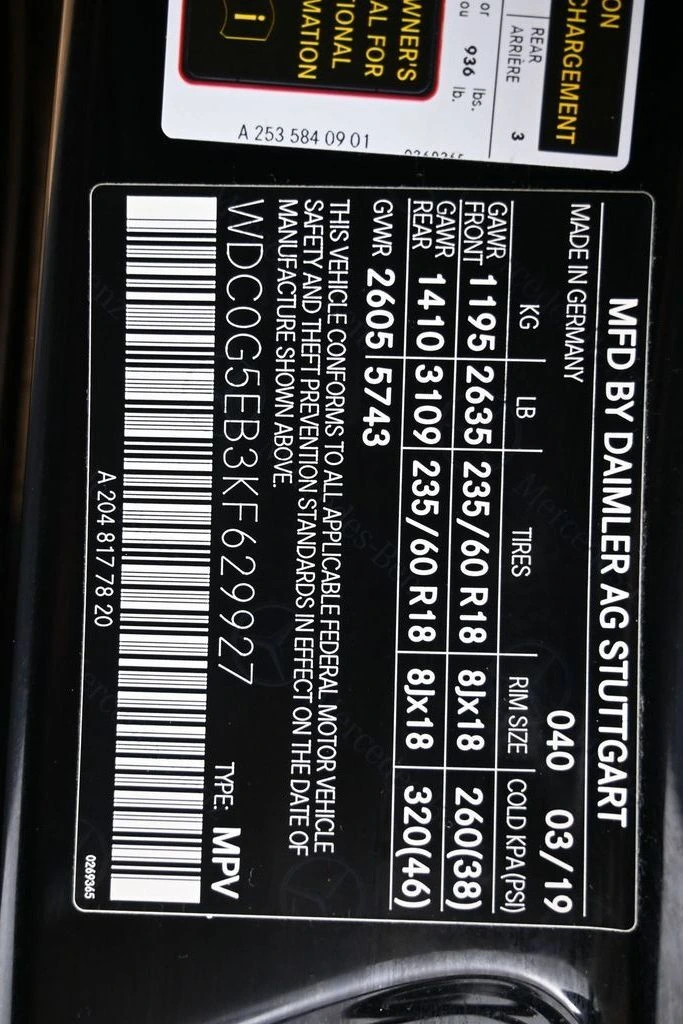 ON
CHARGEMENT
REAR
ARRIÈRE
3
or
ou
936
lbs.
lb.
OWNER'S
AL FOR
TIONAL
MATION
i
A 253 584 09 01
MFD BY DAIMLER AG STUTTGART
MADE IN GERMANY 040 03/19
KG LB TIRES RIM SIZE COLD KPA(PSI)
GAWR FRONT 1195 2635 235/60 R18 8Jx18 260(38)
GAWR REAR 1410 3109 235/60 R18 8Jx18 320(46)
GVWR 2605 5743
THIS VEHICLE CONFORMS TO ALL APPLICABLE FEDERAL MOTOR VEHICLE
SAFETY AND THEFT PREVENTION STANDARDS IN EFFECT ON THE DATE OF
MANUFACTURE SHOWN ABOVE.
WDC0G5EB3KF629927 TYPE: MPV
A 204 817 78 20
0269365